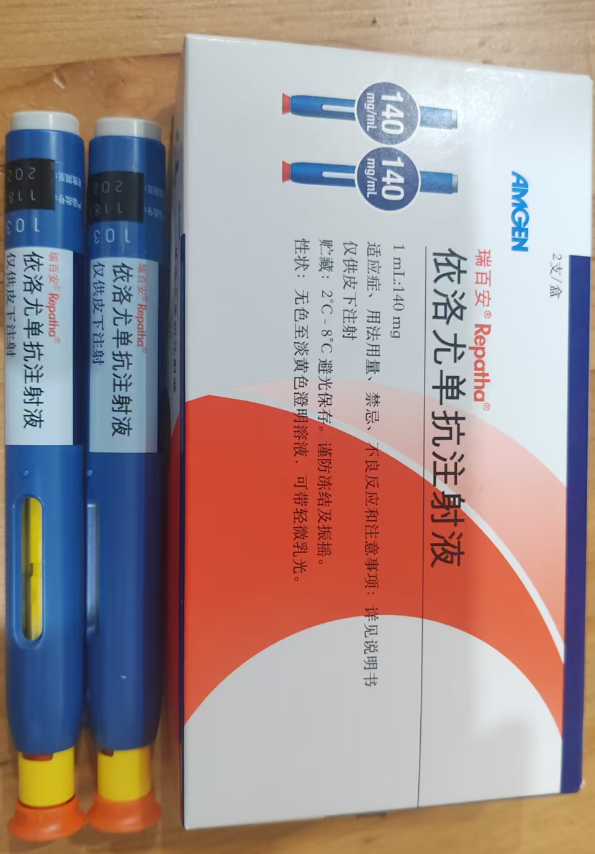 2支/盒
AMGEN
瑞百安® Repatha®
依洛尤单抗注射液
140
mg/mL
140
mg/mL
1 mL:140 mg
适应症、用法用量、禁忌、不良反应和注意事项：详见说明书
仅供皮下注射
贮藏：2°C - 8°C 避光保存。谨防冻结及振摇。
性状：无色至淡黄色澄明溶液，可带轻微乳光。
瑞百安® Repatha®
依洛尤单抗注射液
仅供皮下注射
瑞百安® Repatha®
依洛尤单抗注射液
仅供皮下注射